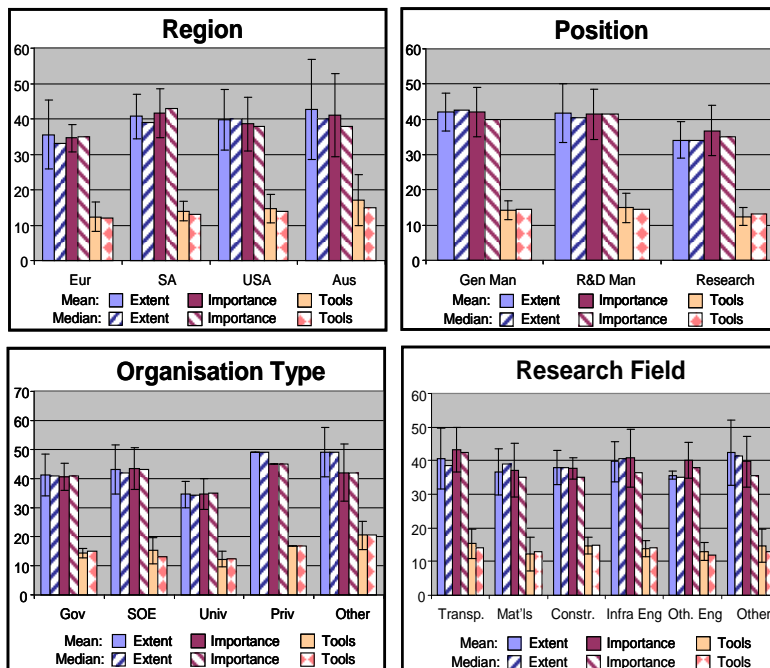 Region
60
50
40
30
20
10
0
Eur SA USA Aus
Mean: Extent Importance Tools
Median: Extent Importance Tools
Position
60
50
40
30
20
10
0
Gen Man R&D Man Research
Mean: Extent Importance Tools
Median: Extent Importance Tools
Organisation Type
70
60
50
40
30
20
10
0
Gov SOE Univ Priv Other
Mean: Extent Importance Tools
Median: Extent Importance Tools
Research Field
60
50
40
30
20
10
0
Transp. Mat'ls Constr. Infra Eng Oth. Eng Other
Mean: Extent Importance Tools
Median: Extent Importance Tools